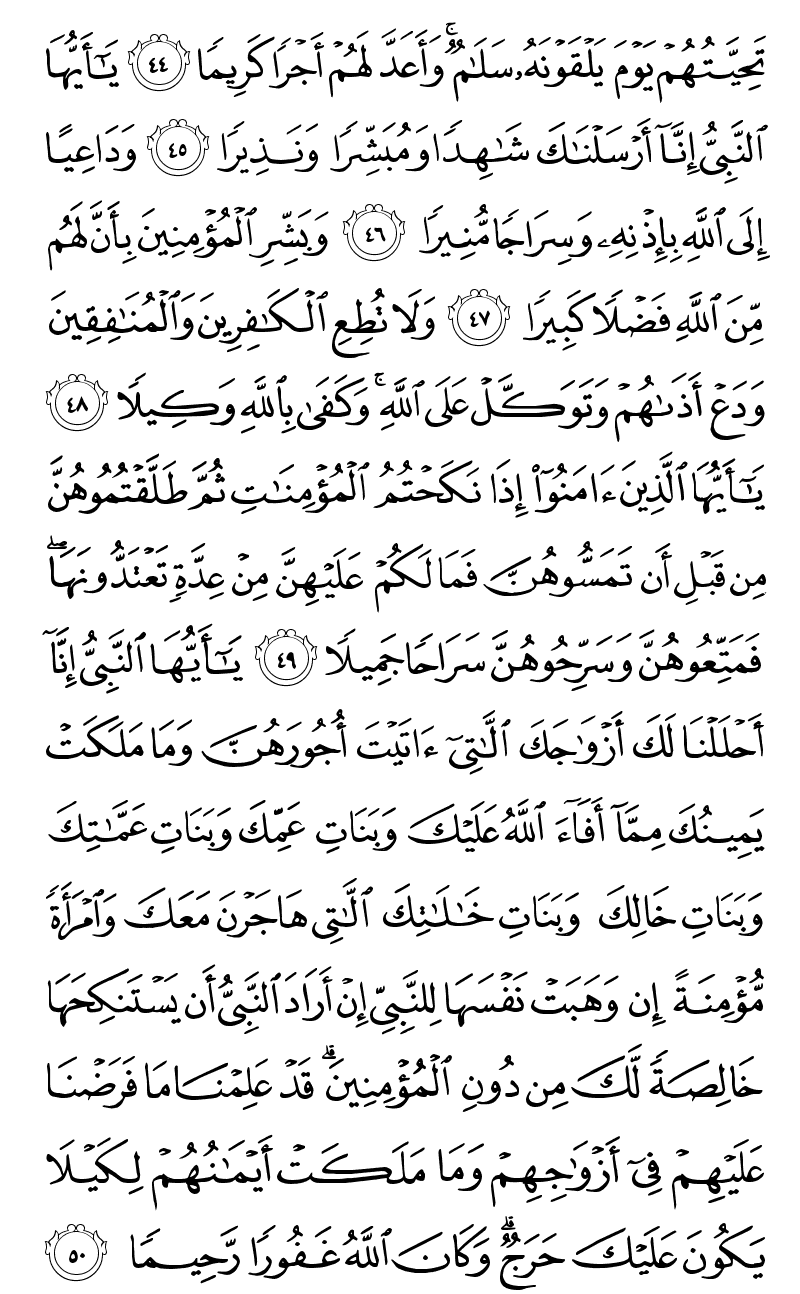 تَحِيَّتُهُمْ يَوْمَ يَلْقَوْنَهُۥ سَلَٰمٌۚ وَأَعَدَّ لَهُمْ أَجْرًا كَرِيمًا ٤٤ يَٰٓأَيُّهَا
ٱلنَّبِىُّ إِنَّآ أَرْسَلْنَٰكَ شَٰهِدًا وَمُبَشِّرًا وَنَذِيرًا ٤٥ وَدَاعِيًا
إِلَى ٱللَّهِ بِإِذْنِهِۦ وَسِرَاجًا مُّنِيرًا ٤٦ وَبَشِّرِ ٱلْمُؤْمِنِينَ بِأَنَّ لَهُم
مِّنَ ٱللَّهِ فَضْلًا كَبِيرًا ٤٧ وَلَا تُطِعِ ٱلْكَٰفِرِينَ وَٱلْمُنَٰفِقِينَ
وَدَعْ أَذَىٰهُمْ وَتَوَكَّلْ عَلَى ٱللَّهِۚ وَكَفَىٰ بِٱللَّهِ وَكِيلًا ٤٨
يَٰٓأَيُّهَا ٱلَّذِينَ ءَامَنُوٓا۟ إِذَا نَكَحْتُمُ ٱلْمُؤْمِنَٰتِ ثُمَّ طَلَّقْتُمُوهُنَّ
مِن قَبْلِ أَن تَمَسُّوهُنَّ فَمَا لَكُمْ عَلَيْهِنَّ مِنْ عِدَّةٍ تَعْتَدُّونَهَاۖ
فَمَتِّعُوهُنَّ وَسَرِّحُوهُنَّ سَرَاحًا جَمِيلًا ٤٩ يَٰٓأَيُّهَا ٱلنَّبِىُّ إِنَّآ
أَحْلَلْنَا لَكَ أَزْوَٰجَكَ ٱلَّٰتِىٓ ءَاتَيْتَ أُجُورَهُنَّ وَمَا مَلَكَتْ
يَمِينُكَ مِمَّآ أَفَآءَ ٱللَّهُ عَلَيْكَ وَبَنَاتِ عَمِّكَ وَبَنَاتِ عَمَّٰتِكَ
وَبَنَاتِ خَالِكَ وَبَنَاتِ خَٰلَٰتِكَ ٱلَّٰتِى هَاجَرْنَ مَعَكَ وَٱمْرَأَةً
مُّؤْمِنَةً إِن وَهَبَتْ نَفْسَهَا لِلنَّبِىِّ إِنْ أَرَادَ ٱلنَّبِىُّ أَن يَسْتَنكِحَهَا
خَالِصَةً لَّكَ مِن دُونِ ٱلْمُؤْمِنِينَۗ قَدْ عَلِمْنَا مَا فَرَضْنَا
عَلَيْهِمْ فِىٓ أَزْوَٰجِهِمْ وَمَا مَلَكَتْ أَيْمَٰنُهُمْ لِكَيْلَا
يَكُونَ عَلَيْكَ حَرَجٌۗ وَكَانَ ٱللَّهُ غَفُورًا رَّحِيمًا ٥٠